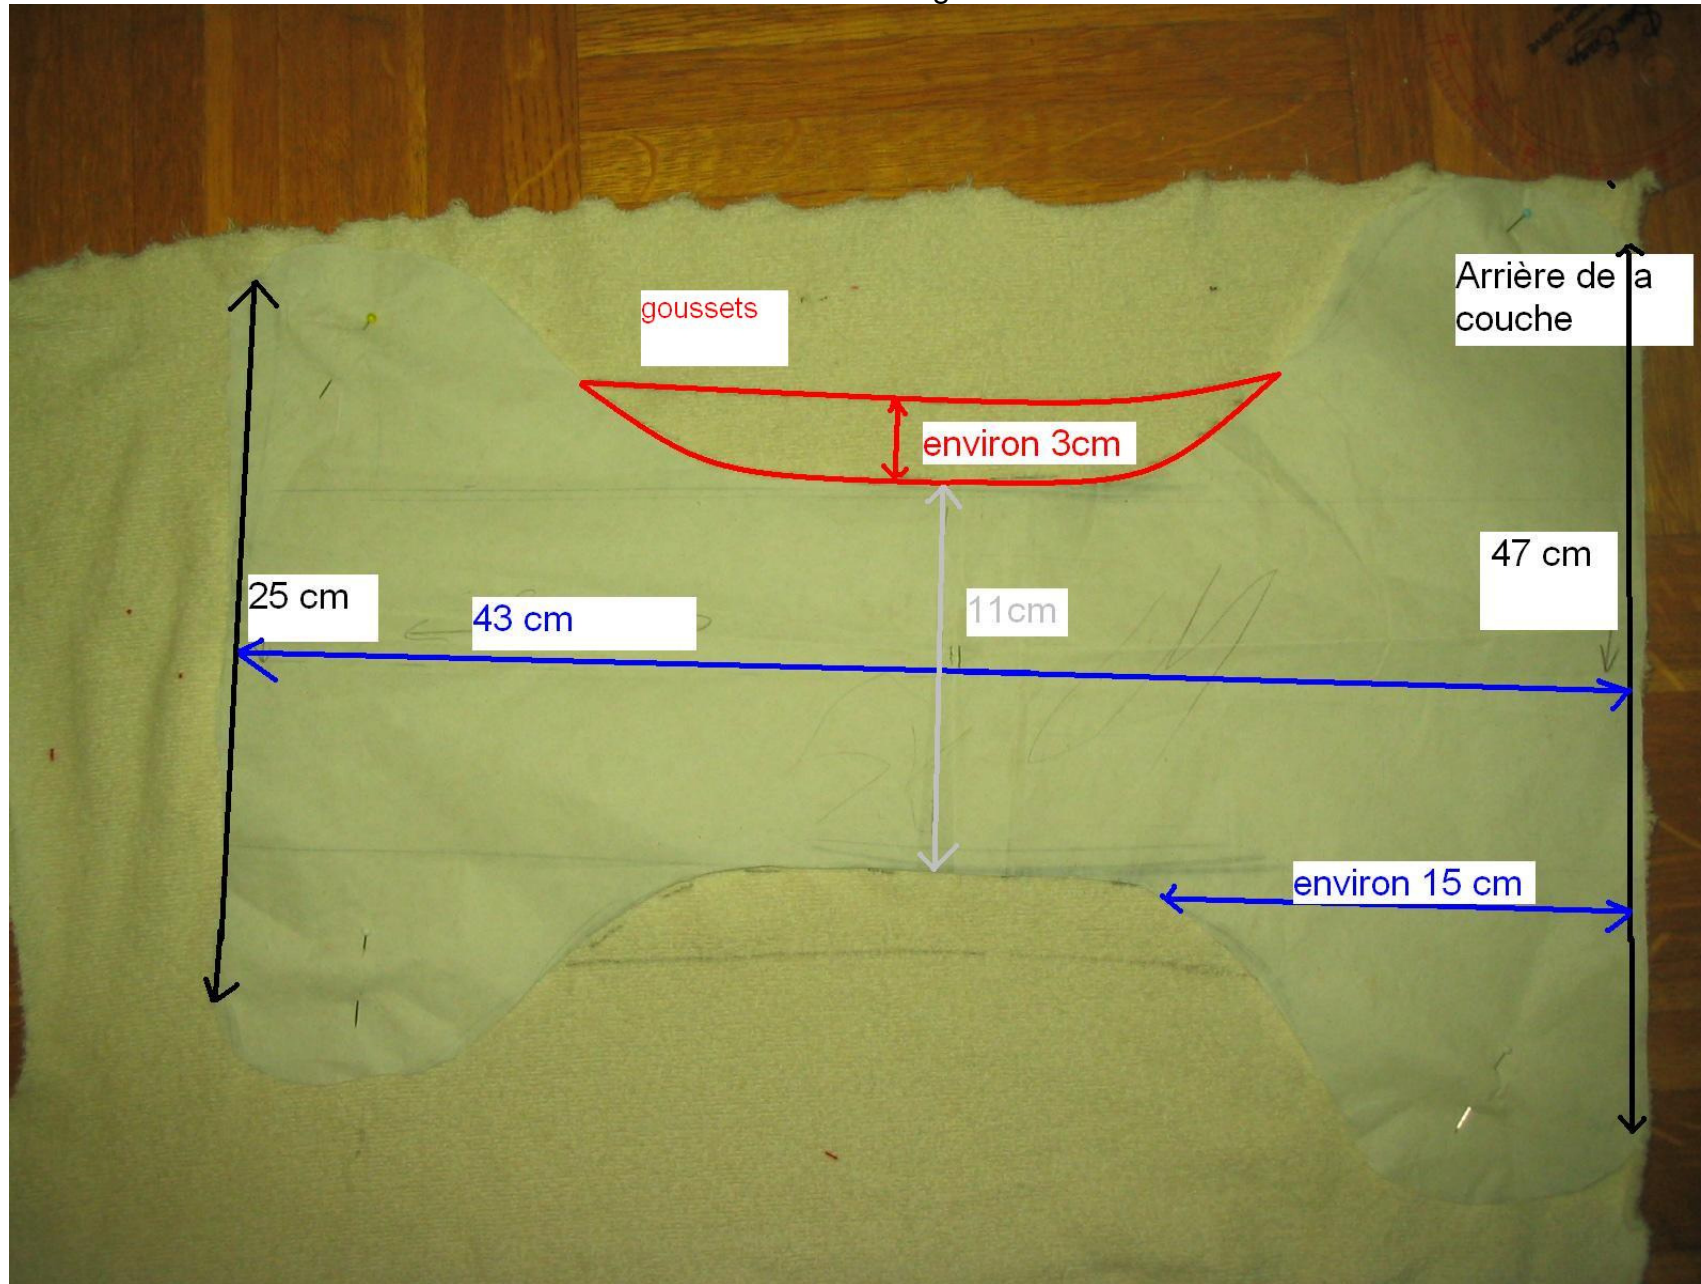 Arrière de la
couche
goussets
environ 3cm
47 cm
25 cm
43 cm
11cm
environ 15 cm